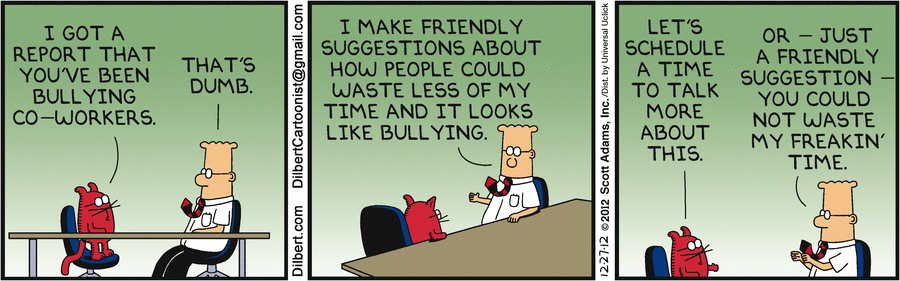 I GOT A
REPORT THAT
YOU'VE BEEN
BULLYING
CO-WORKERS.
THAT'S
DUMB.
Dilbert.com DilbertCartoonist@gmail.com
I MAKE FRIENDLY
SUGGESTIONS ABOUT
HOW PEOPLE COULD
WASTE LESS OF MY
TIME AND IT LOOKS
LIKE BULLYING.
12-27-12 ©2012 Scott Adams, Inc. /Dist. by Universal Uclick
LET'S
SCHEDULE
A TIME
TO TALK
MORE
ABOUT
THIS.
OR – JUST
A FRIENDLY
SUGGESTION –
YOU COULD
NOT WASTE
MY FREAKIN'
TIME.